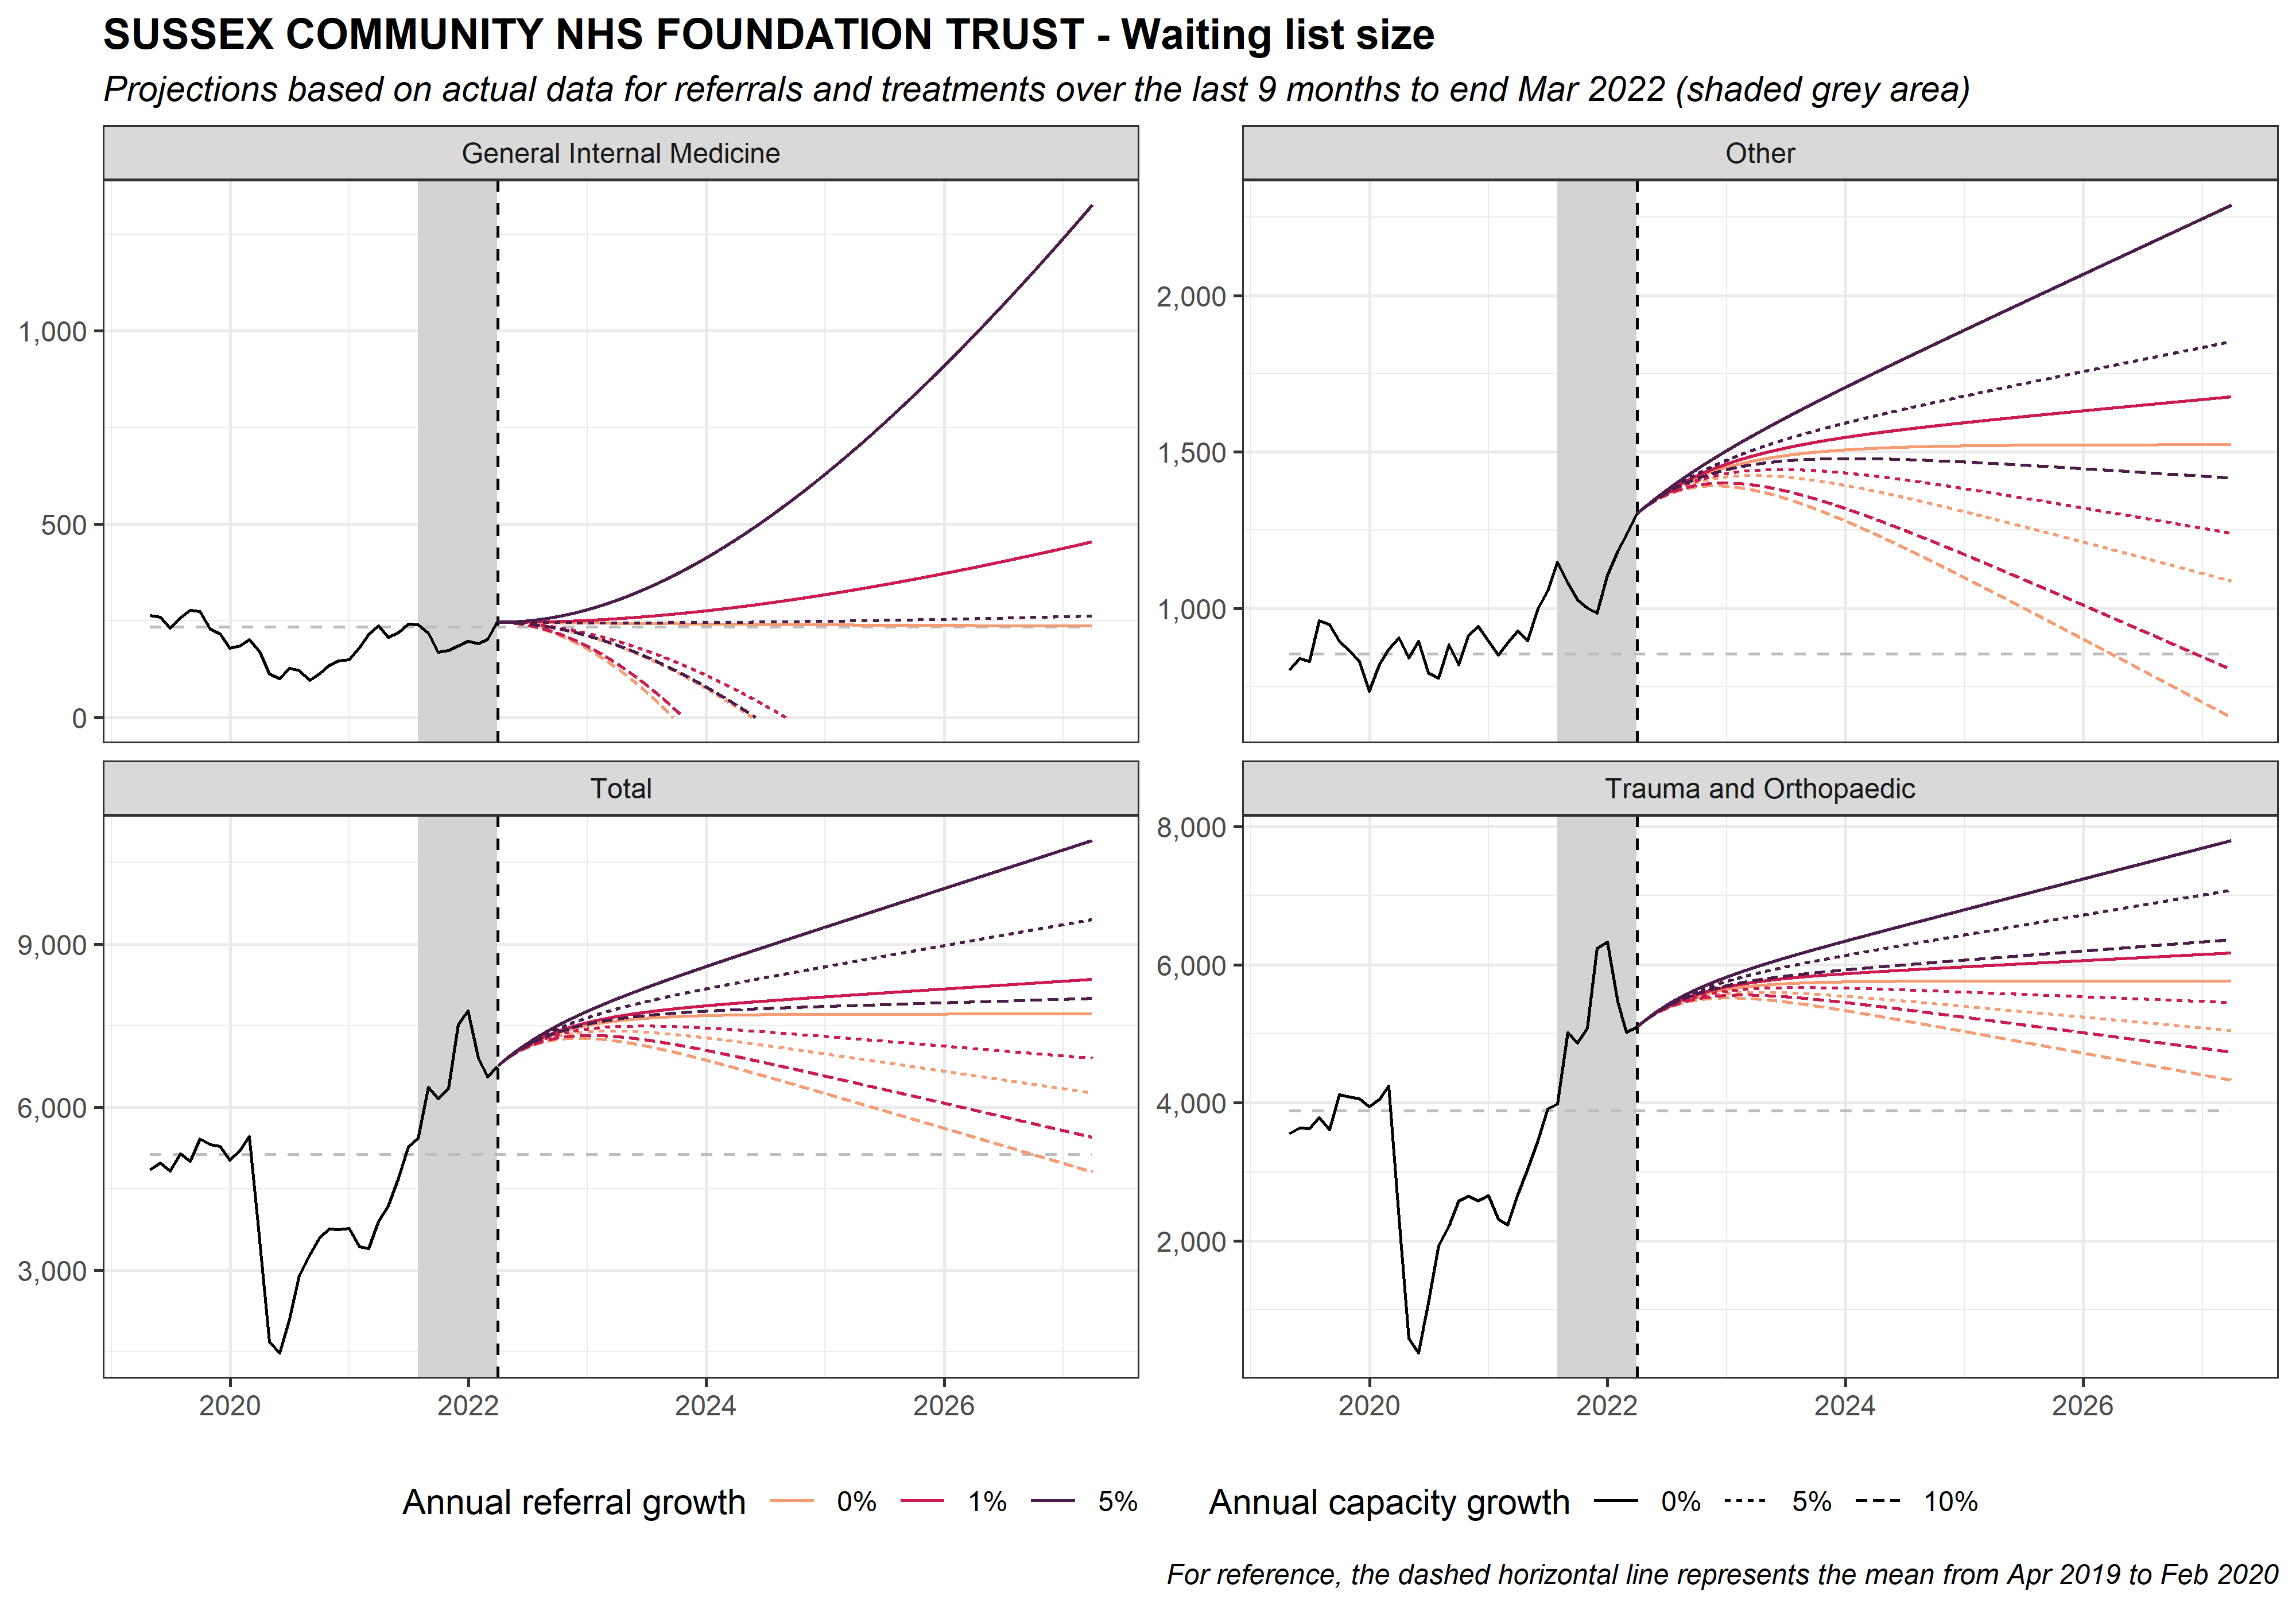 SUSSEX COMMUNITY NHS FOUNDATION TRUST - Waiting list size
Projections based on actual data for referrals and treatments over the last 9 months to end Mar 2022 (shaded grey area)
General Internal Medicine
Other
1,000
500
0
2,000
1,500
1,000
Total
Trauma and Orthopaedic
9,000
6,000
3,000
8,000
6,000
4,000
2,000
2020 2022 2024 2026
2020 2022 2024 2026
Annual referral growth 0% 1% 5%
Annual capacity growth 0% 5% 10%
For reference, the dashed horizontal line represents the mean from Apr 2019 to Feb 2020